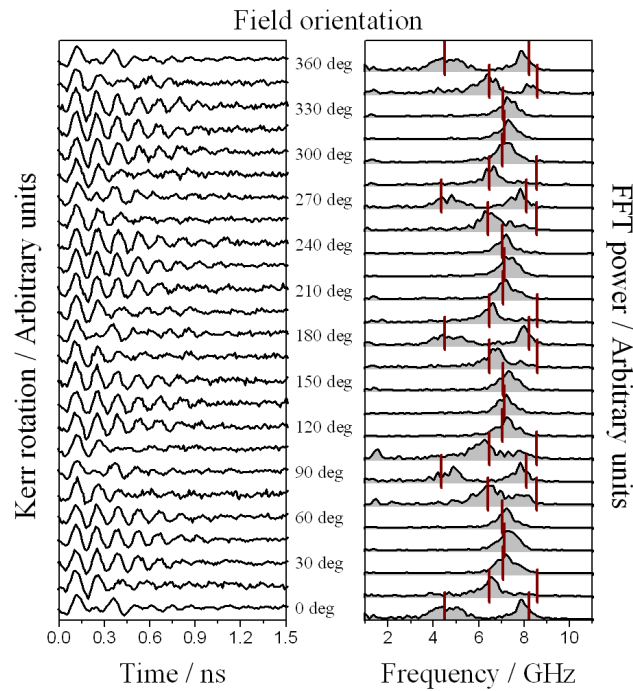 Field orientation
Kerr rotation / Arbitrary units
360 deg
330 deg
300 deg
270 deg
240 deg
210 deg
180 deg
150 deg
120 deg
90 deg
60 deg
30 deg
0 deg
FFT power / Arbitrary units
0.0 0.3 0.6 0.9 1.2 1.5
2 4 6 8 10
Time / ns
Frequency / GHz